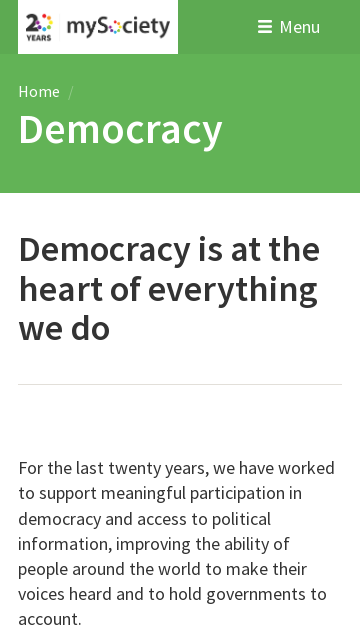 20 YEARS mySociety
Menu
Home /
Democracy
Democracy is at the
heart of everything
we do
For the last twenty years, we have worked
to support meaningful participation in
democracy and access to political
information, improving the ability of
people around the world to make their
voices heard and to hold governments to
account.